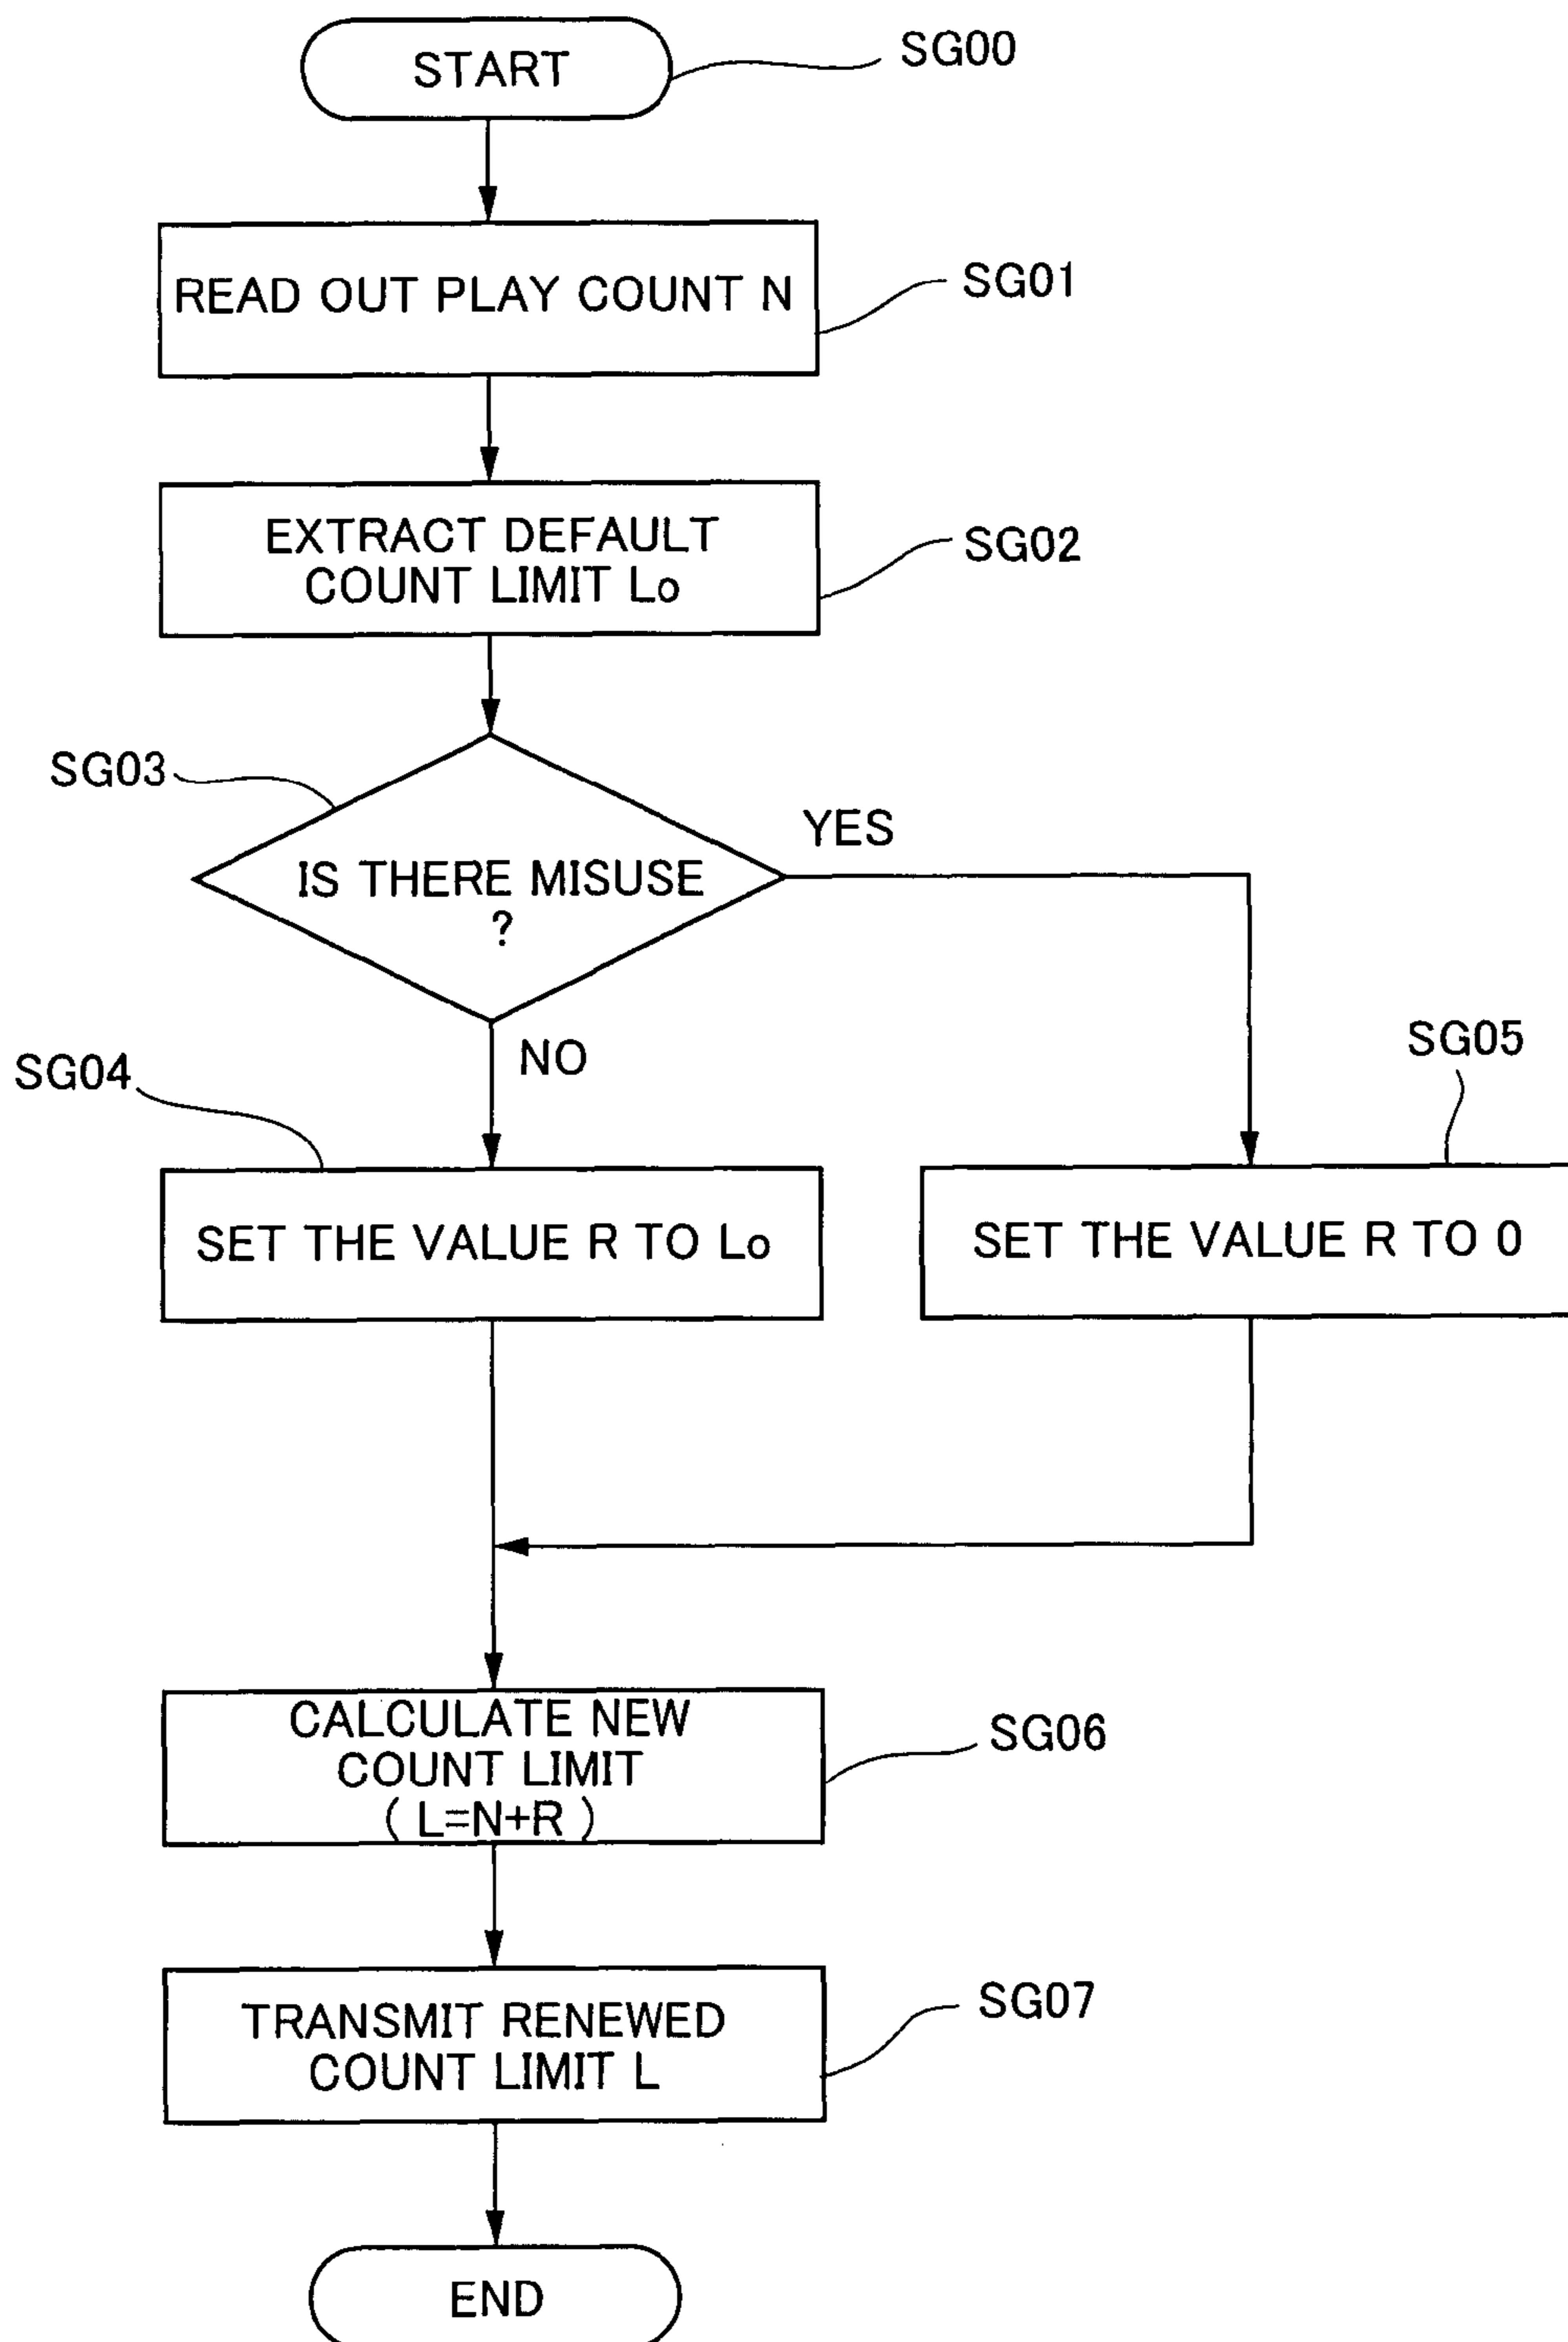 START
SG00
READ OUT PLAY COUNT N
SG01
EXTRACT DEFAULT
COUNT LIMIT Lo
SG02
SG03
IS THERE MISUSE
?
YES
NO
SG04
SG05
SET THE VALUE R TO Lo
SET THE VALUE R TO 0
CALCULATE NEW
COUNT LIMIT
( L=N+R )
SG06
TRANSMIT RENEWED
COUNT LIMIT L
SG07
END